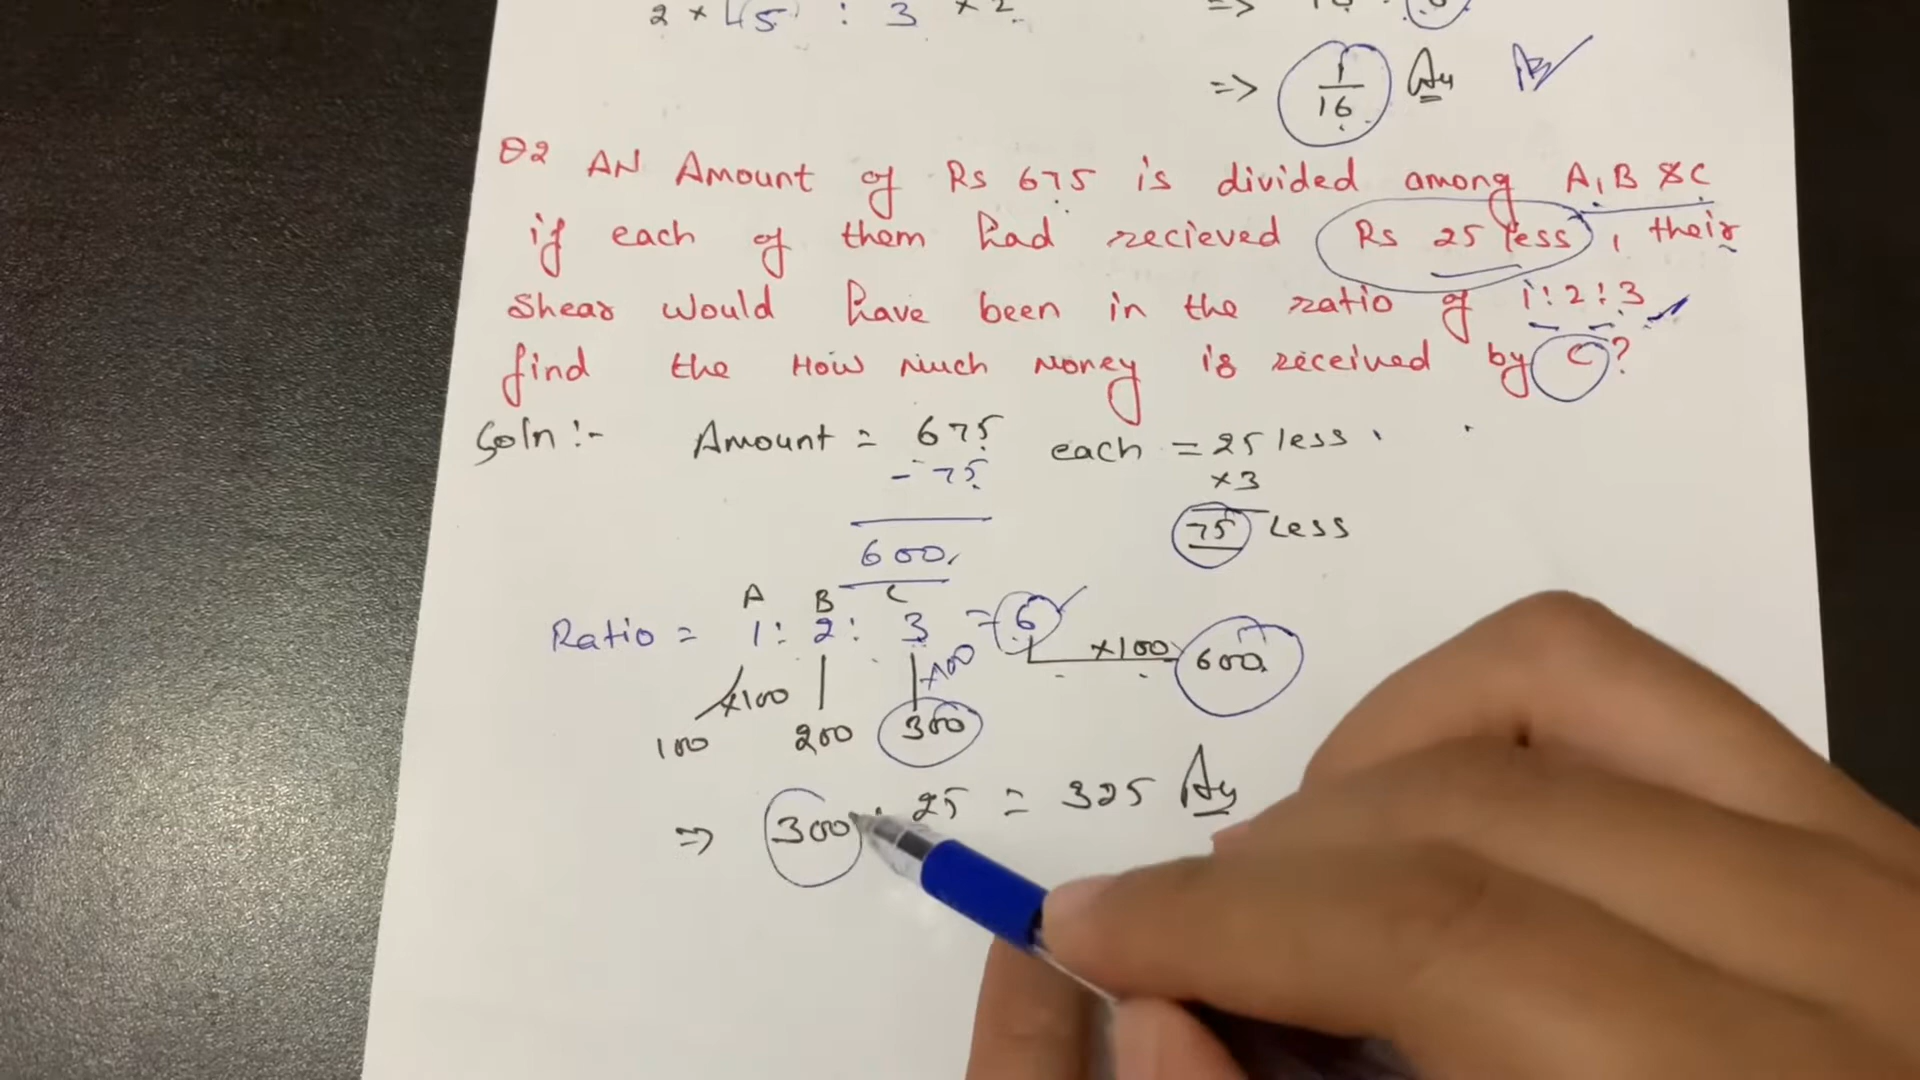 2 × 45 : 3 × 2
=>
=> 1/16 Ans
Q2 AN Amount of Rs 675 is divided among A, B & C
if each of them had recieved Rs 25 less, their
Shear would have been in the ratio of 1:2:3
find the How Much Money is received by C?
Soln :- Amount = 675 each = 25 less
- 75 ×3
75 Less
600
A B C
Ratio = 1: 2: 3 = 6 ×100 600
×100 ×100
100 200 300
=> 300 25 = 325 Ans